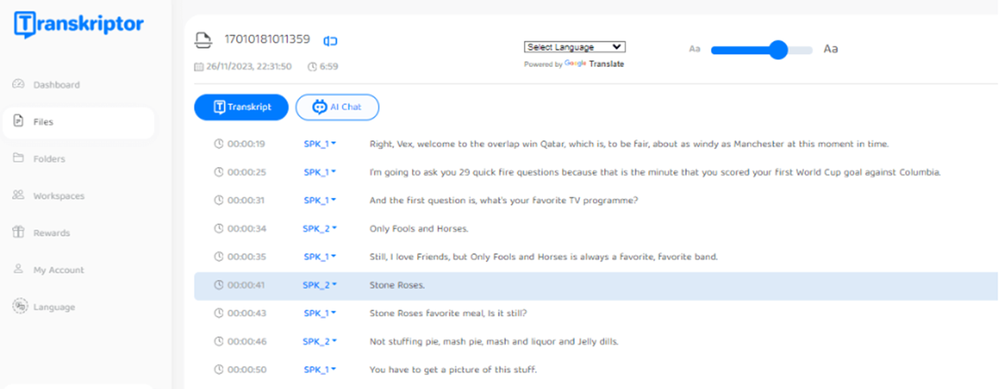 Transkriptor
Dashboard
Files
Folders
Workspaces
Rewards
My Account
Language
17010181011359
26/11/2023, 22:31:50 6:59
Select Language
Powered by Google Translate
Aa Aa
Transkript AI Chat
00:00:19 SPK_1 Right, Vex, welcome to the overlap win Qatar, which is, to be fair, about as windy as Manchester at this moment in time.
00:00:25 SPK_1 I'm going to ask you 29 quick fire questions because that is the minute that you scored your first World Cup goal against Columbia.
00:00:31 SPK_1 And the first question is, what's your favorite TV programme?
00:00:34 SPK_2 Only Fools and Horses.
00:00:35 SPK_1 Still, I love Friends, but Only Fools and Horses is always a favorite, favorite band.
00:00:41 SPK_2 Stone Roses.
00:00:43 SPK_1 Stone Roses favorite meal, Is it still?
00:00:46 SPK_2 Not stuffing pie, mash pie, mash and liquor and Jelly dills.
00:00:50 SPK_1 You have to get a picture of this stuff.